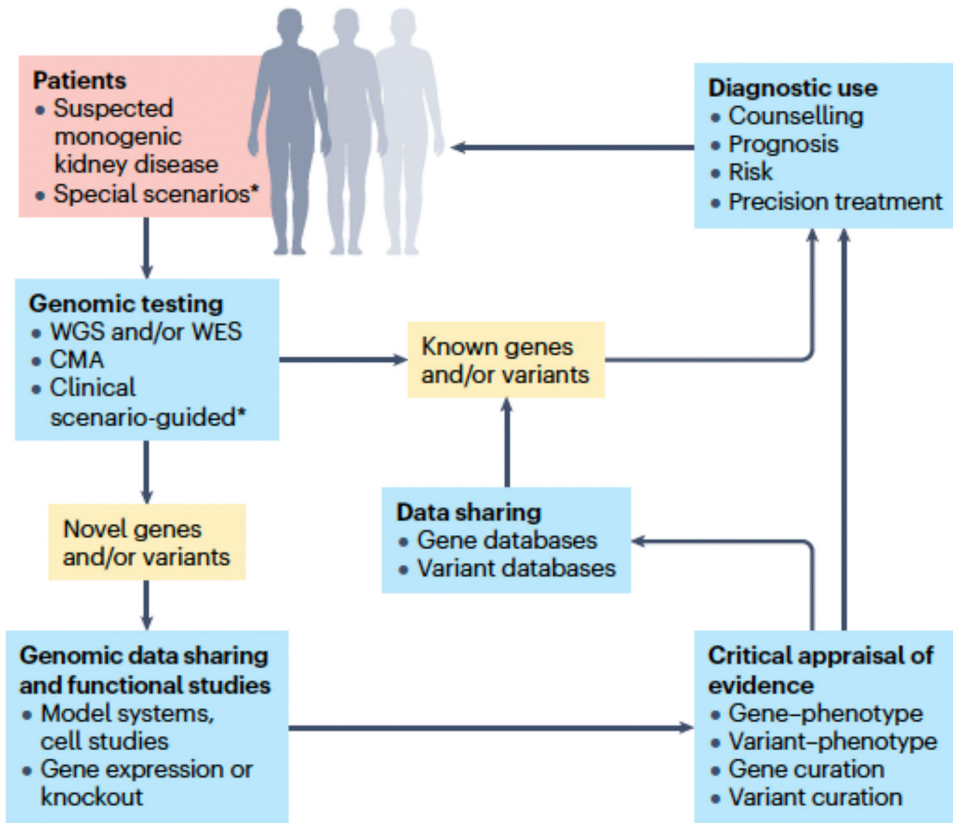 Patients
• Suspected
monogenic
kidney disease
• Special scenarios*
Diagnostic use
• Counselling
• Prognosis
• Risk
• Precision treatment
Genomic testing
• WGS and/or WES
• CMA
• Clinical
scenario-guided*
Known genes
and/or variants
Novel genes
and/or variants
Data sharing
• Gene databases
• Variant databases
Genomic data sharing
and functional studies
• Model systems,
cell studies
• Gene expression or
knockout
Critical appraisal of
evidence
• Gene–phenotype
• Variant–phenotype
• Gene curation
• Variant curation